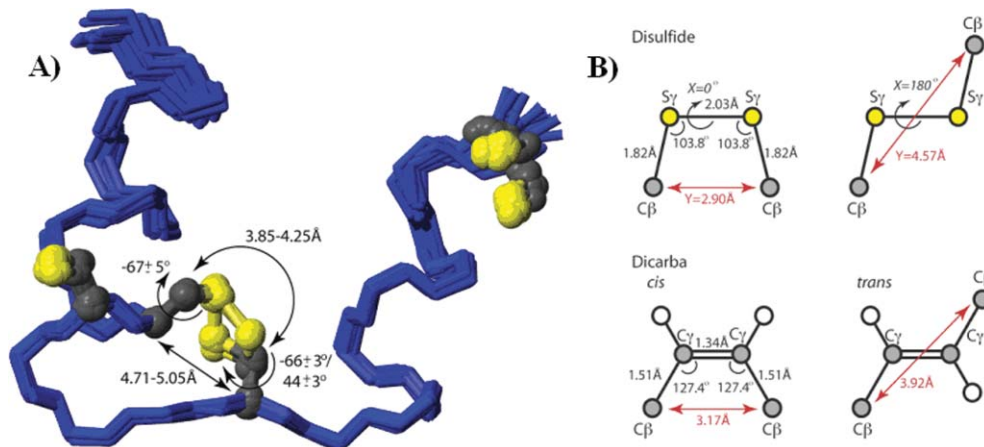 A)
3.85-4.25Å
-67±5°
-66±3°/
44±3°
4.71-5.05Å
B)
Disulfide
Cβ
X=0°
X=180°
Sγ
Sγ
Sγ
Sγ
2.03Å
103.8°
103.8°
1.82Å
1.82Å
Y=4.57Å
Cβ
Y=2.90Å
Cβ
Cβ
Dicarba
cis
trans
Cγ
Cγ
Cγ
1.34Å
1.51Å
1.51Å
127.4°
127.4°
3.92Å
Cβ
3.17Å
Cβ
Cβ